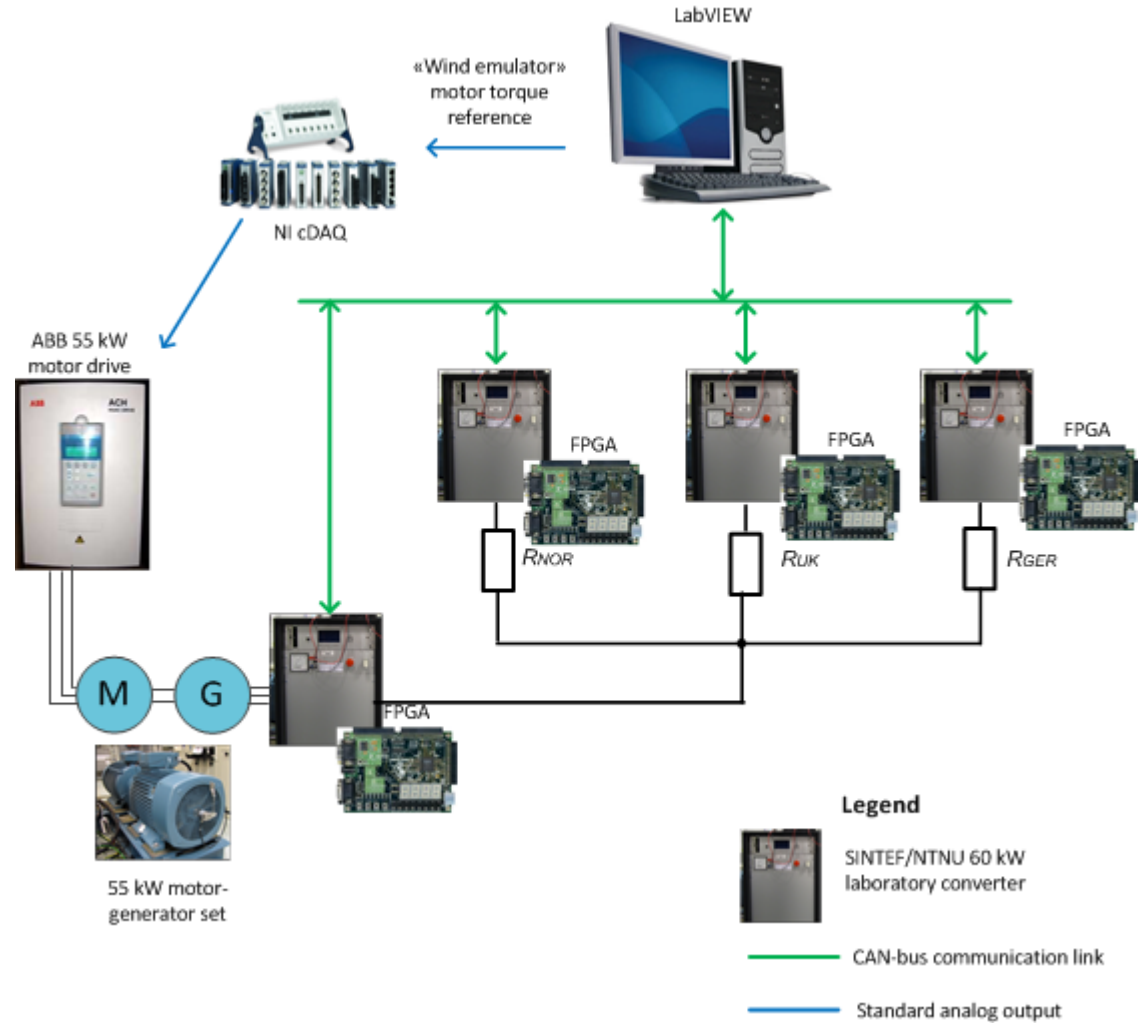 LabVIEW
«Wind emulator»
motor torque
reference
NI cDAQ
ABB 55 kW
motor drive
ABB
ACH
FPGA
FPGA
FPGA
RNOR
RUK
RGER
M
G
FPGA
55 kW motor-
generator set
Legend
SINTEF/NTNU 60 kW
laboratory converter
CAN-bus communication link
Standard analog output